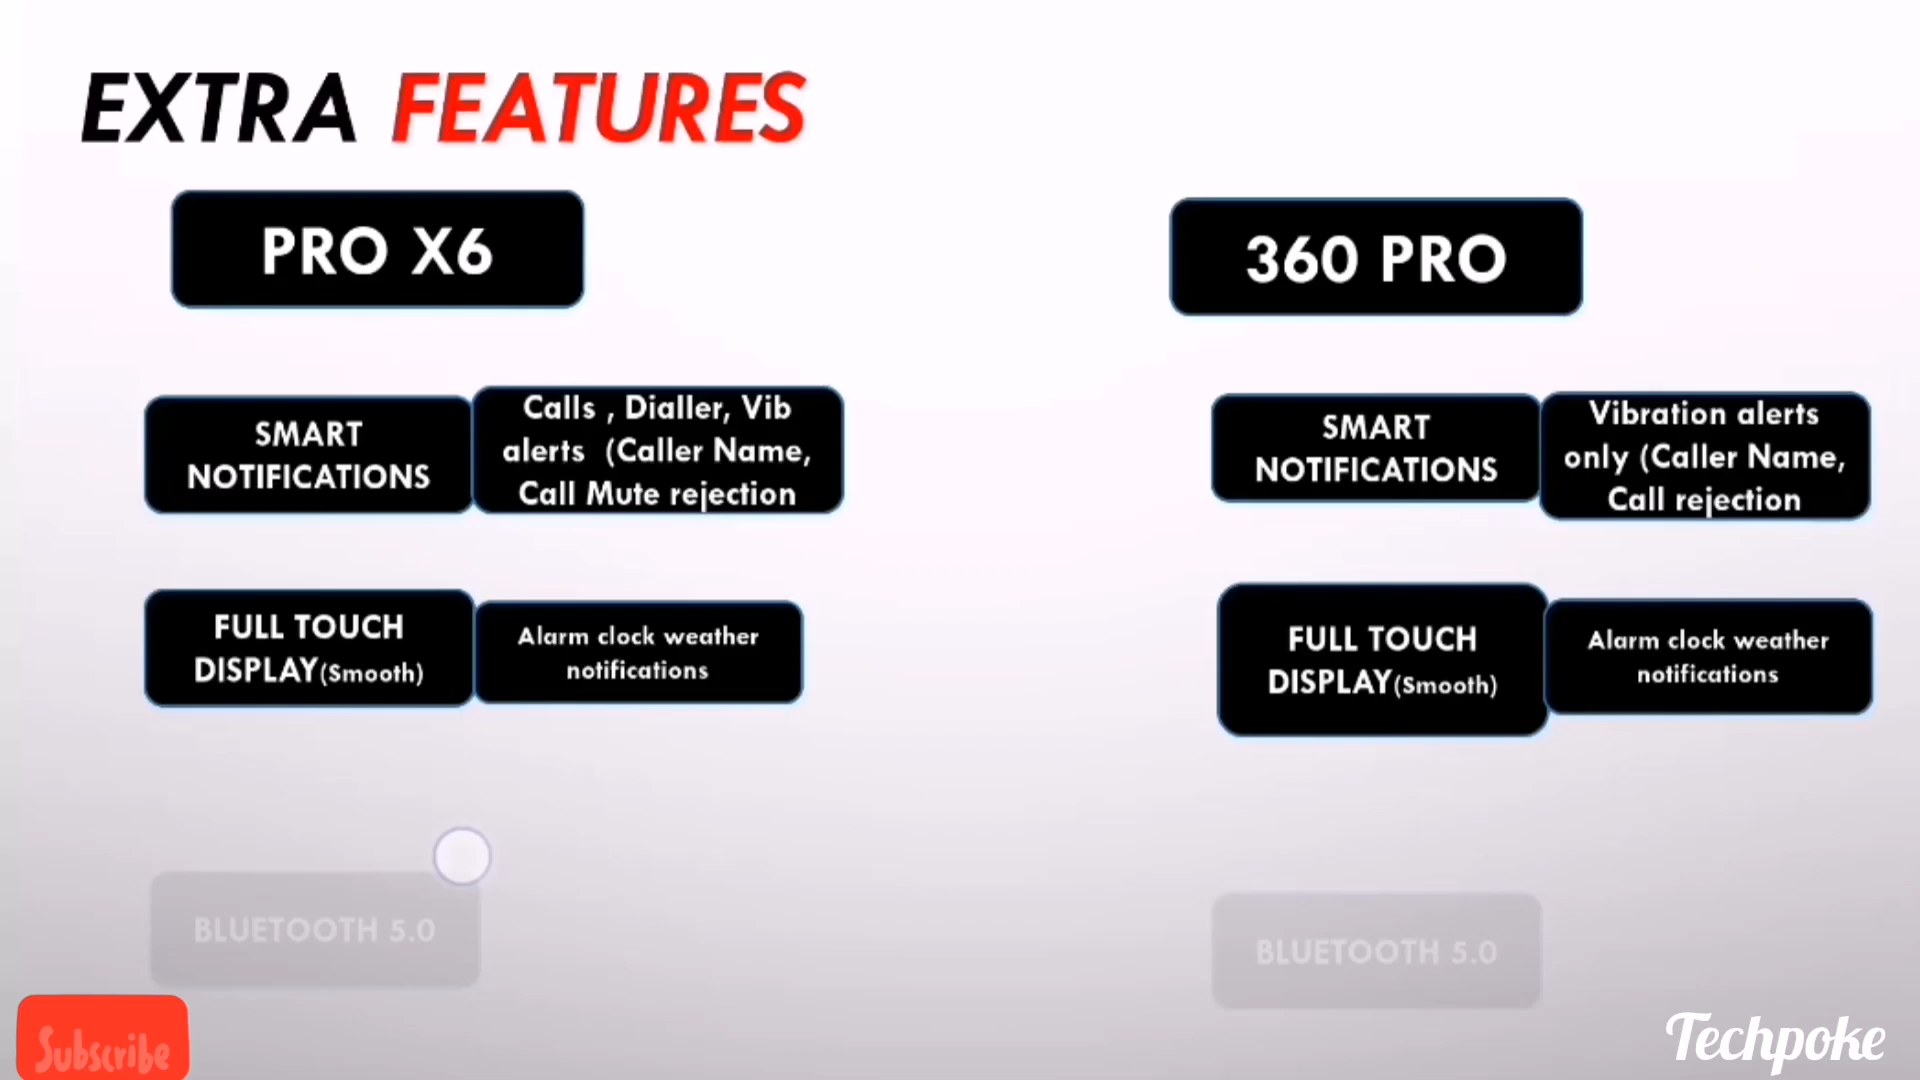 EXTRA FEATURES
PRO X6
360 PRO
SMART
NOTIFICATIONS
Calls , Dialler, Vib
alerts (Caller Name,
Call Mute rejection
SMART
NOTIFICATIONS
Vibration alerts
only (Caller Name,
Call rejection
FULL TOUCH
DISPLAY(Smooth)
Alarm clock weather
notifications
FULL TOUCH
DISPLAY(Smooth)
Alarm clock weather
notifications
BLUETOOTH 5.0
BLUETOOTH 5.0
Subscribe
Techpoke